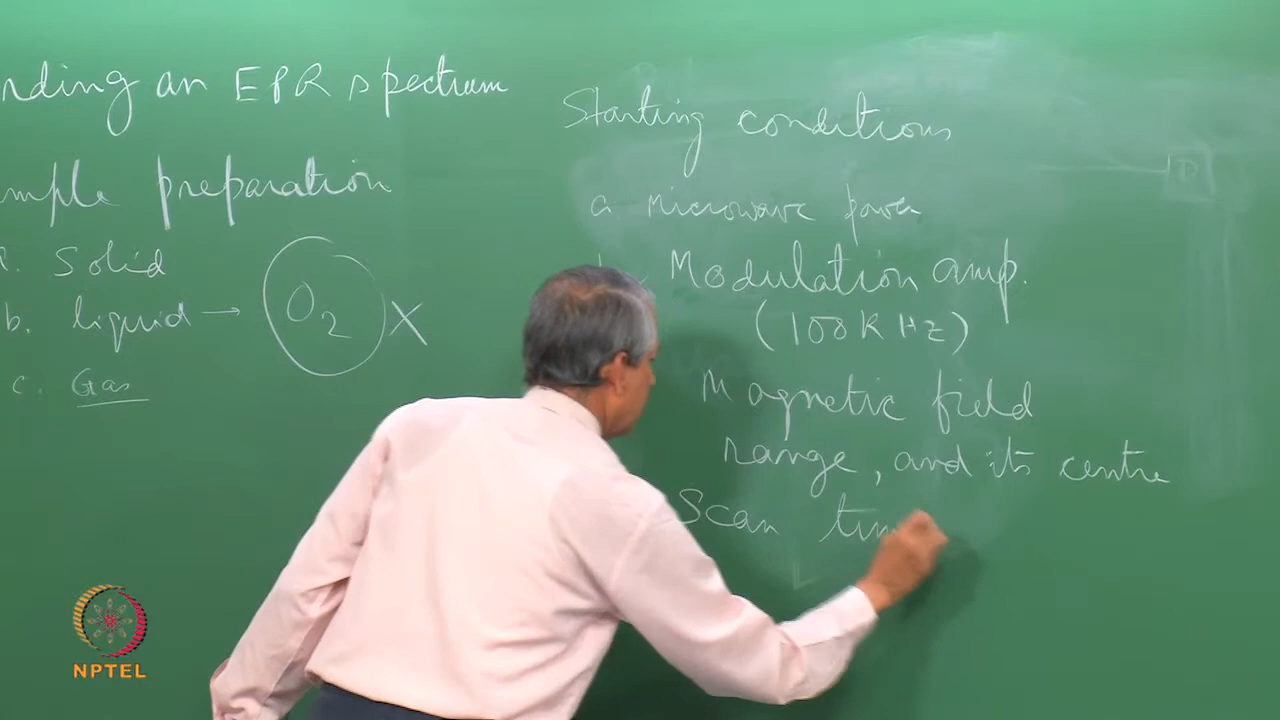 nding an EPR spectrum
mple preparation
a. Solid
b. liquid → O2 X
c. Gas
Starting conditions
a. Microwave power
b. Modulation amp.
(100 KHz)
Magnetic field
range, and its centre
Scan tim
NPTEL